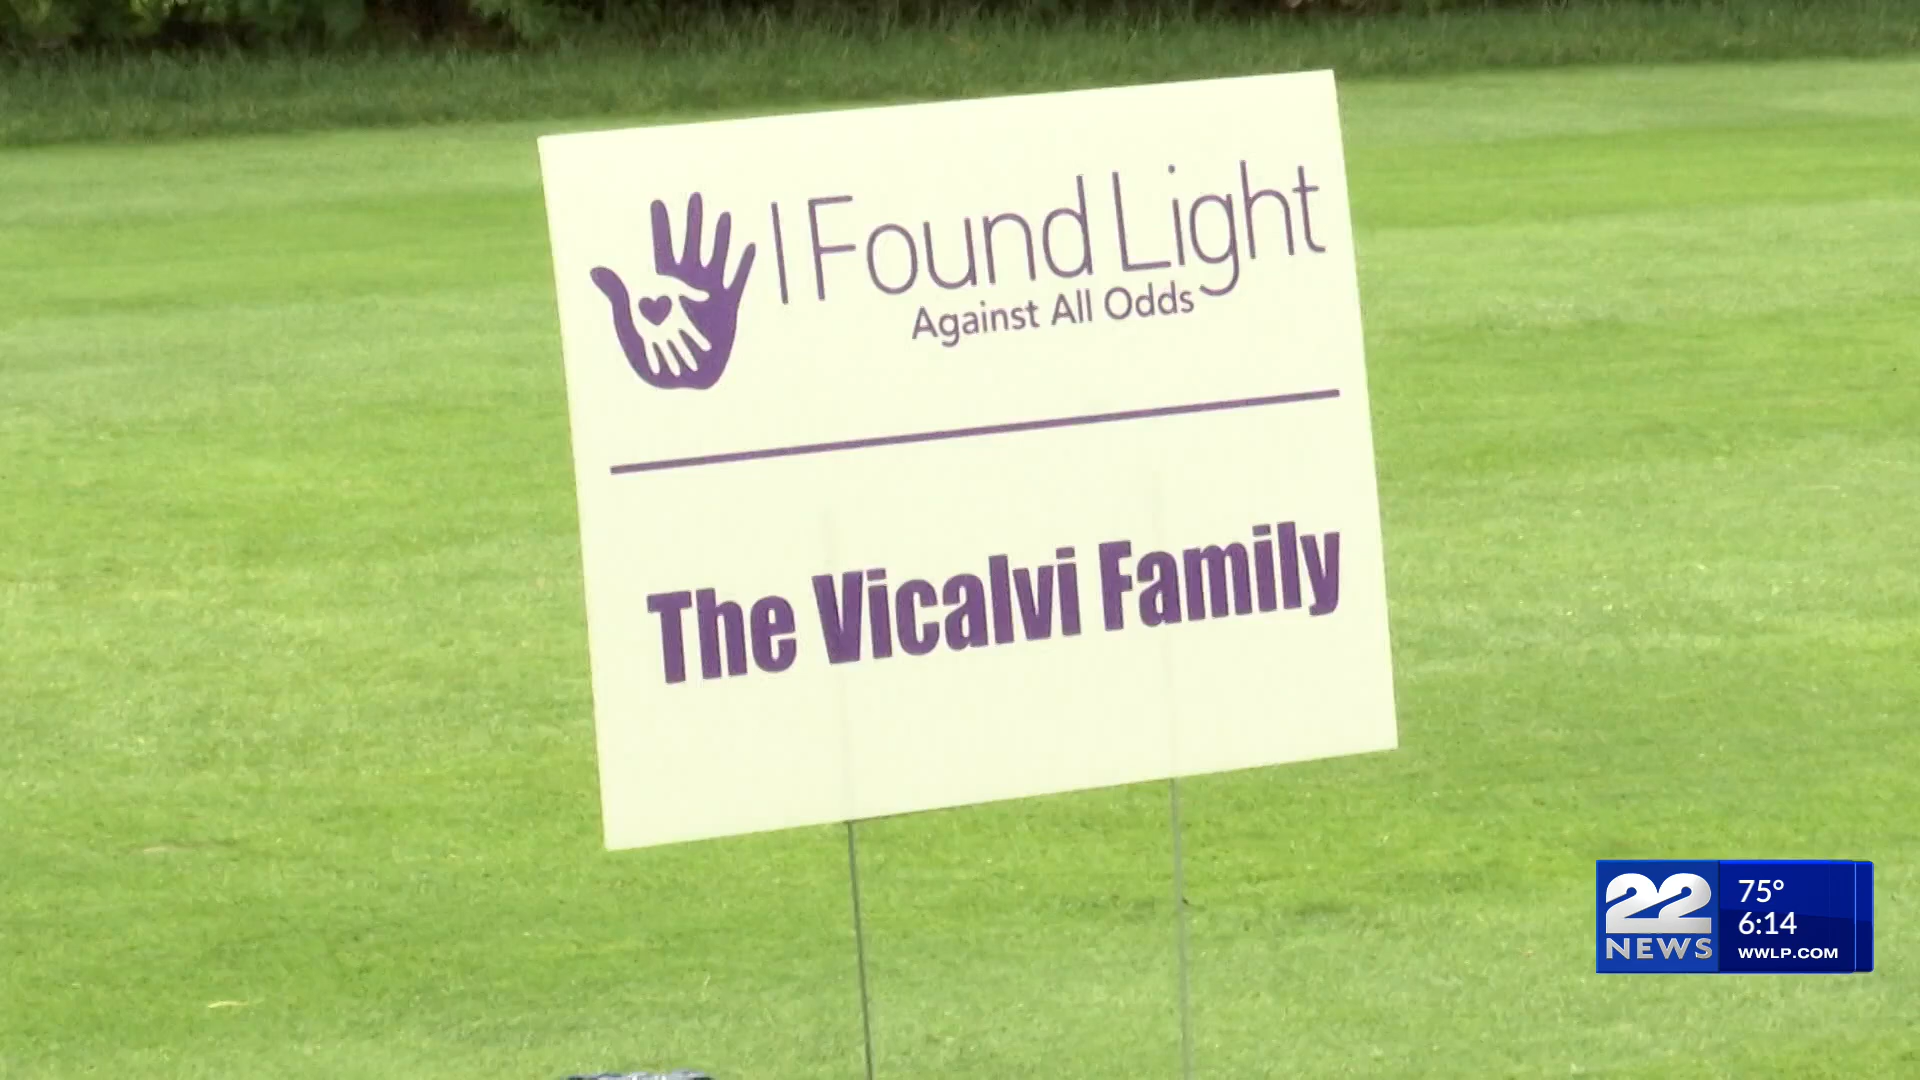 I Found Light
Against All Odds
The Vicalvi Family
22
NEWS
75°
6:14
WWLP.COM